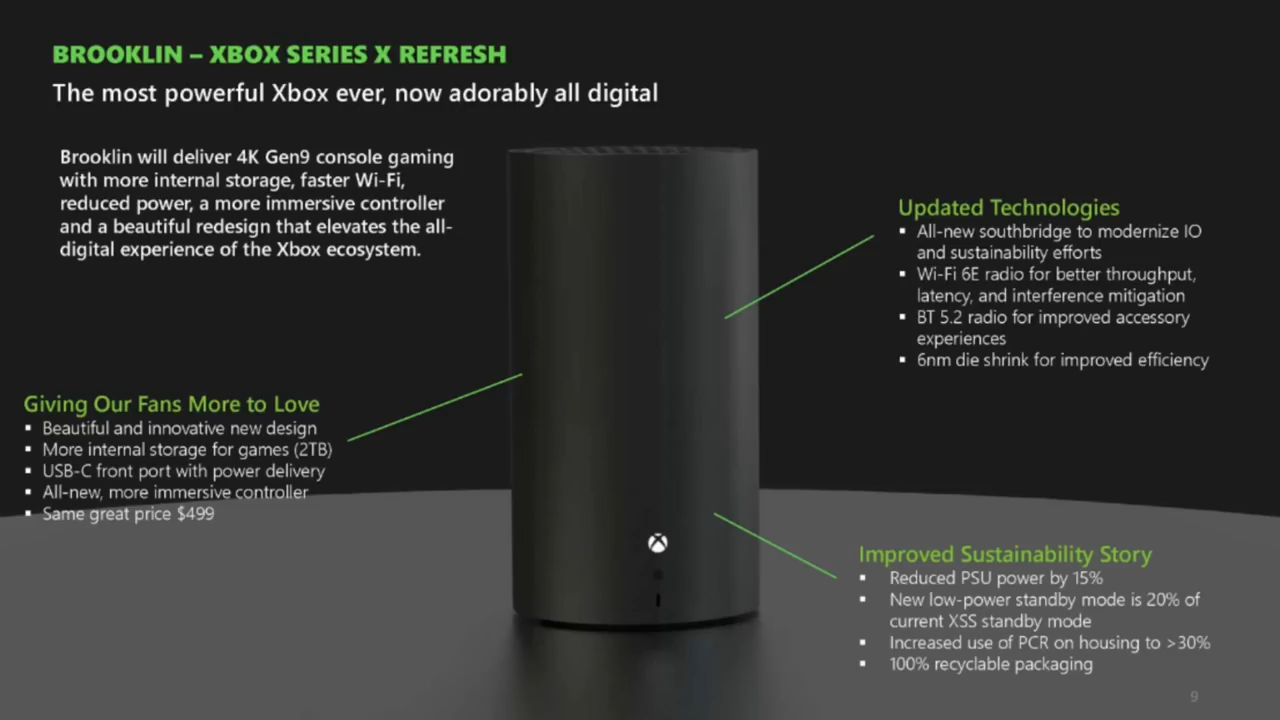 BROOKLIN – XBOX SERIES X REFRESH
The most powerful Xbox ever, now adorably all digital
Brooklin will deliver 4K Gen9 console gaming
with more internal storage, faster Wi-Fi,
reduced power, a more immersive controller
and a beautiful redesign that elevates the all-
digital experience of the Xbox ecosystem.
Giving Our Fans More to Love
▪ Beautiful and innovative new design
▪ More internal storage for games (2TB)
▪ USB-C front port with power delivery
▪ All-new, more immersive controller
▪ Same great price $499
Updated Technologies
▪ All-new southbridge to modernize IO
and sustainability efforts
▪ Wi-Fi 6E radio for better throughput,
latency, and interference mitigation
▪ BT 5.2 radio for improved accessory
experiences
▪ 6nm die shrink for improved efficiency
Improved Sustainability Story
▪ Reduced PSU power by 15%
▪ New low-power standby mode is 20% of
current XSS standby mode
▪ Increased use of PCR on housing to >30%
▪ 100% recyclable packaging
9